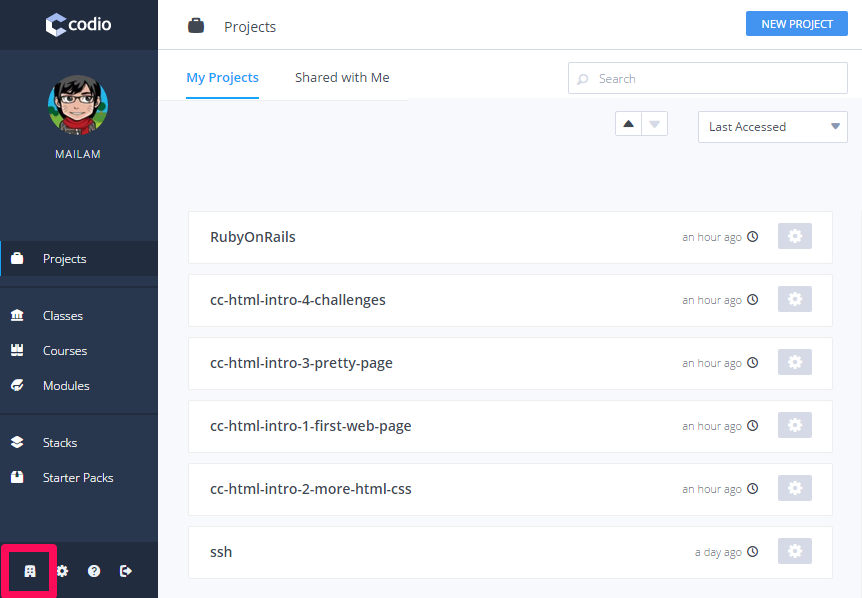 codio
Projects
NEW PROJECT
My Projects
Shared with Me
Search
MAILAM
Last Accessed
Projects
Classes
Courses
Modules
Stacks
Starter Packs
RubyOnRails
an hour ago
cc-html-intro-4-challenges
an hour ago
cc-html-intro-3-pretty-page
an hour ago
cc-html-intro-1-first-web-page
an hour ago
cc-html-intro-2-more-html-css
an hour ago
ssh
a day ago